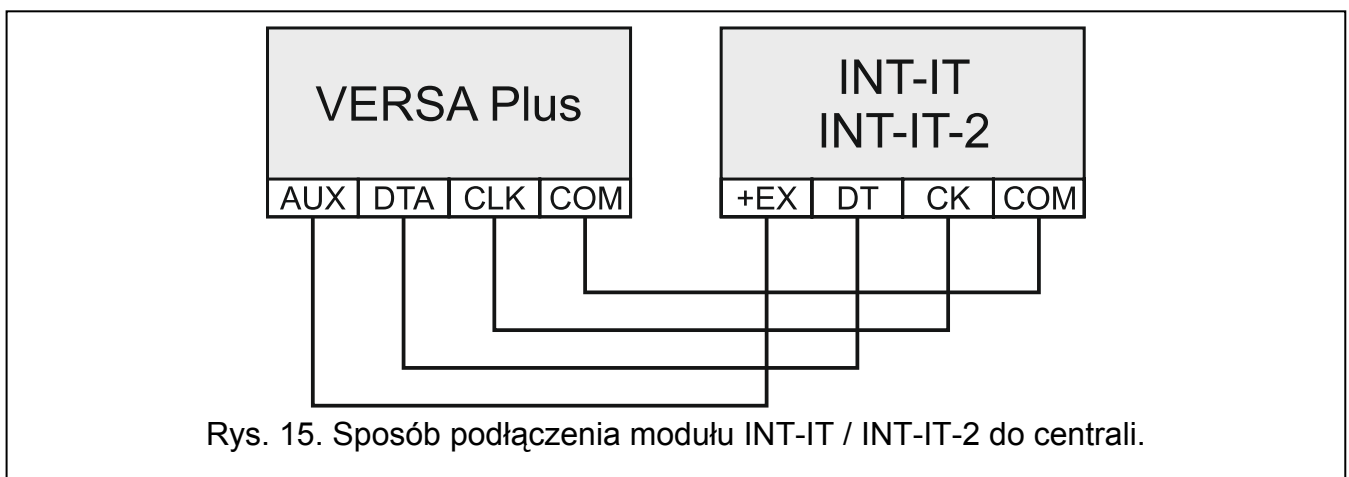 VERSA Plus
INT-IT
INT-IT-2
AUX DTA CLK COM
+EX DT CK COM
Rys. 15. Sposób podłączenia modułu INT-IT / INT-IT-2 do centrali.